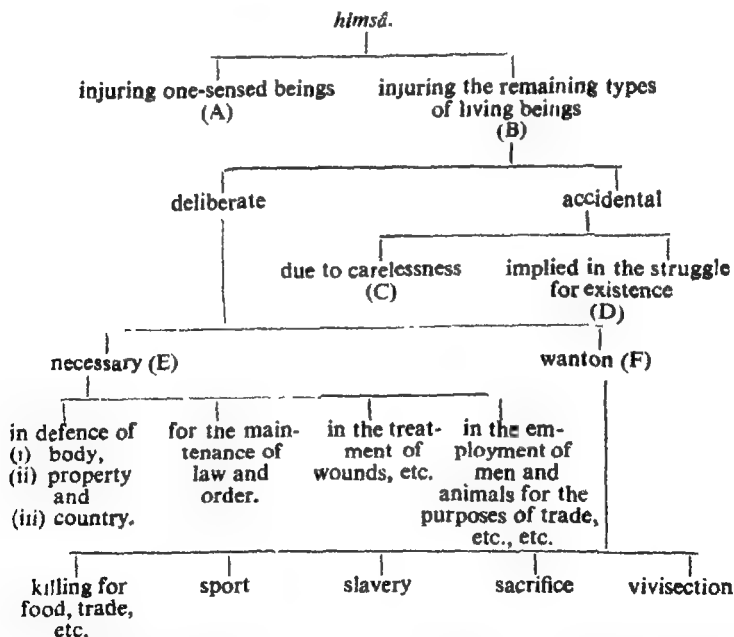 himsâ.
injuring one-sensed beings
(A)
injuring the remaining types
of living beings
(B)
deliberate
accidental
due to carelessness
(C)
implied in the struggle
for existence
(D)
necessary (E)
wanton (F)
in defence of
(i) body,
(ii) property
and
(iii) country.
for the main-
tenance of
law and
order.
in the treat-
ment of
wounds, etc.
in the em-
ployment of
men and
animals for the
purposes of trade,
etc., etc.
killing for
food, trade,
etc.
sport
slavery
sacrifice
vivisection